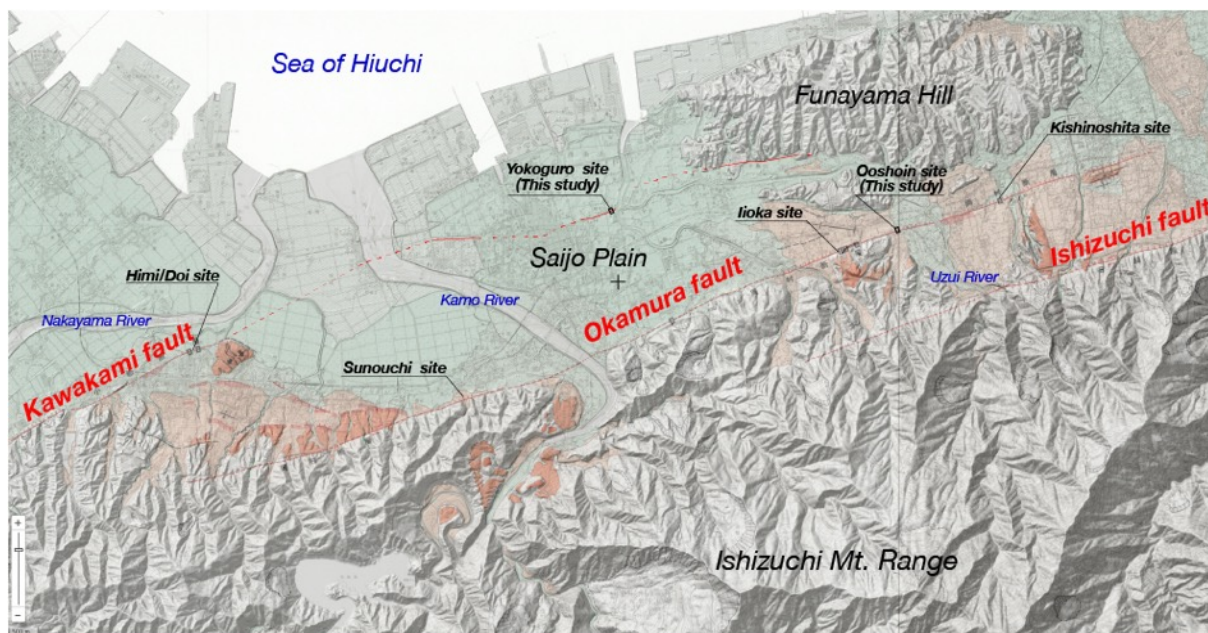 Sea of Hiuchi
Funayama Hill
Kishinoshita site
Yokoguro site
(This study)
Ooshoin site
(This study)
Iioka site
Ishizuchi fault
Saijo Plain
Himi/Doi site
Okamura fault
Uzui River
Nakayama River
Kamo River
Kawakami fault
Sunouchi site
Ishizuchi Mt. Range
+
−